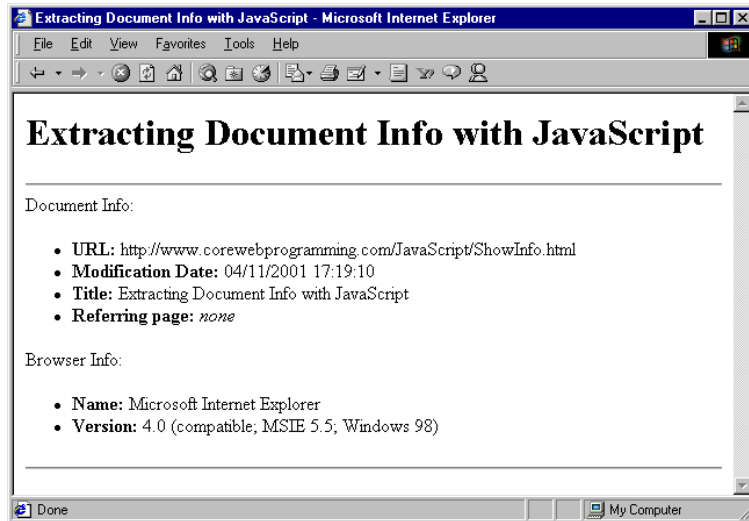 Extracting Document Info with JavaScript - Microsoft Internet Explorer
File Edit View Favorites Tools Help
Extracting Document Info with JavaScript
Document Info:
• URL: http://www.corewebprogramming.com/JavaScript/ShowInfo.html
• Modification Date: 04/11/2001 17:19:10
• Title: Extracting Document Info with JavaScript
• Referring page: none
Browser Info:
• Name: Microsoft Internet Explorer
• Version: 4.0 (compatible; MSIE 5.5; Windows 98)
Done My Computer